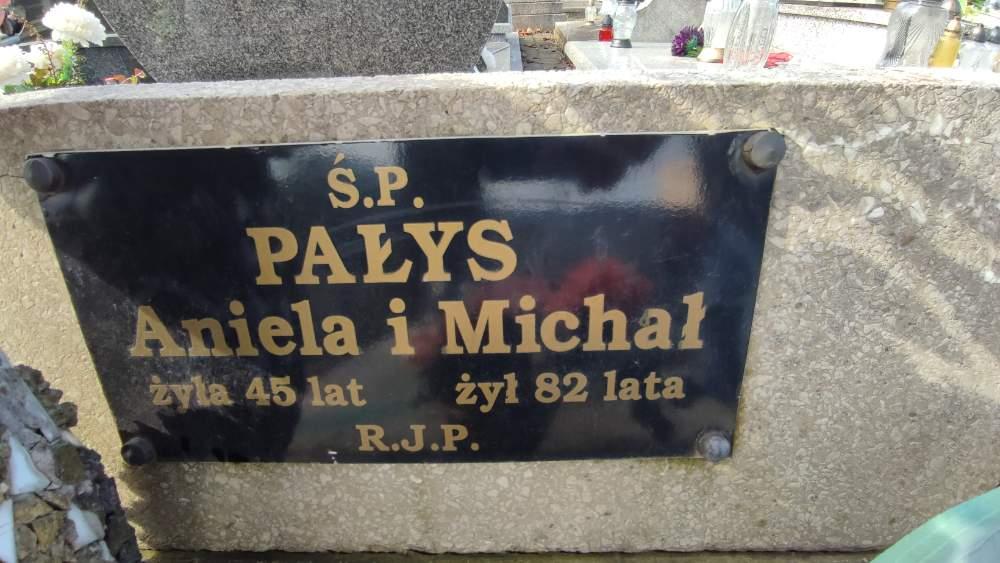 Ś.P.
PAŁYS
Aniela i Michał
żyła 45 lat żył 82 lata
R.J.P.